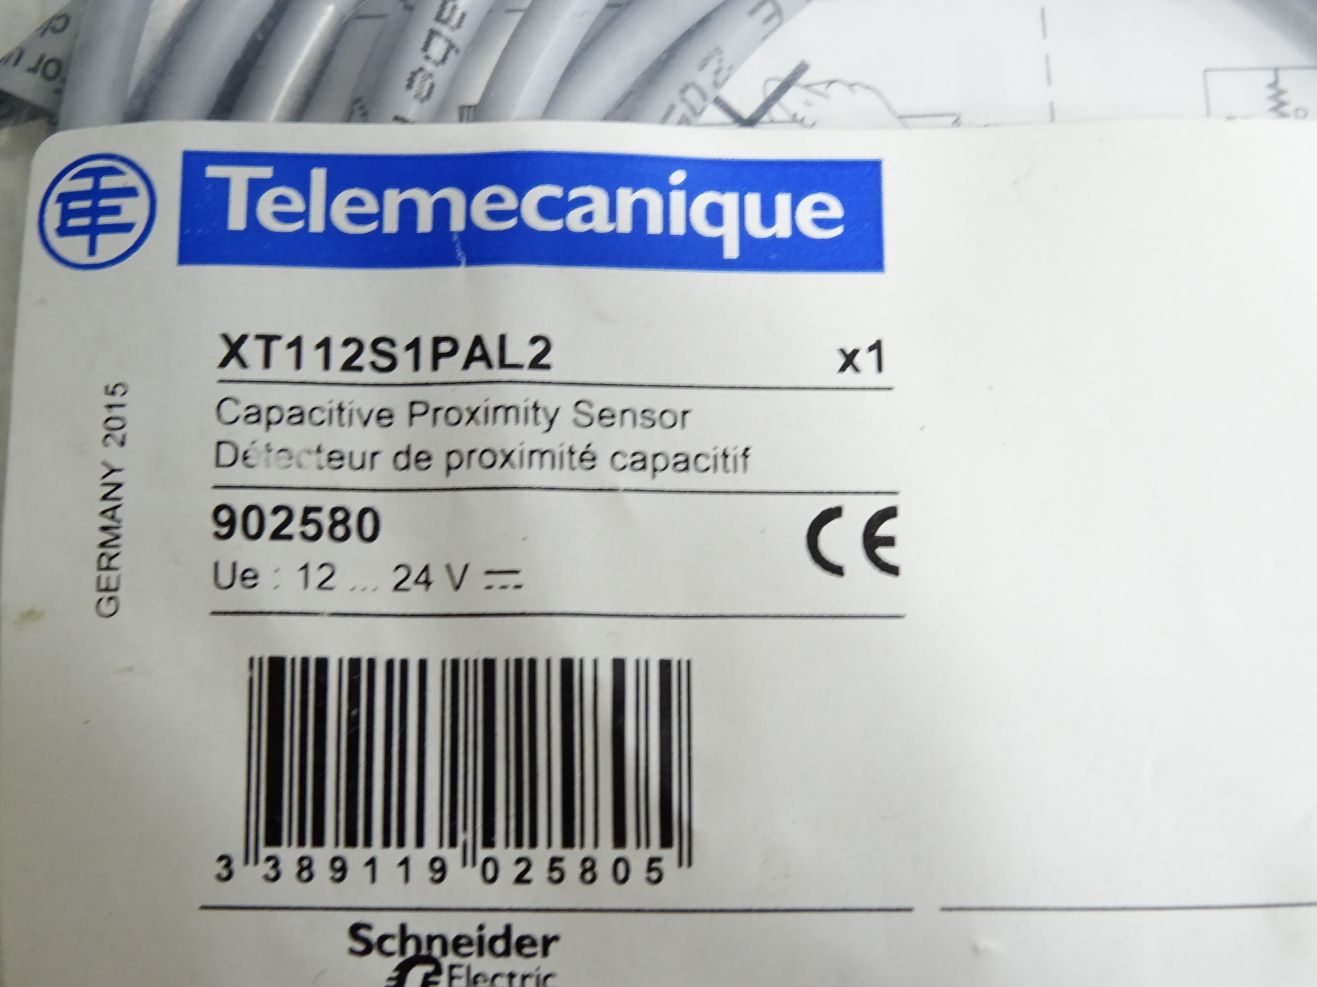 Telemecanique
XT112S1PAL2 x1
Capacitive Proximity Sensor
Détecteur de proximité capacitif
902580 CE
Ue : 12 ... 24 V
GERMANY 2015
3 389119 025805
Schneider
Electric